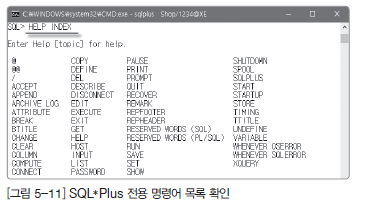 C:₩WINDOWS₩system32₩CMD.exe - sqlplus Shop/1234@XE
SQL> HELP INDEX
Enter Help [topic] for help.
@ COPY PAUSE SHUTDOWN
@@ DEFINE PRINT SPOOL
/ DEL PROMPT SQLPLUS
ACCEPT DESCRIBE QUIT START
APPEND DISCONNECT RECOVER STARTUP
ARCHIVE LOG EDIT REMARK STORE
ATTRIBUTE EXECUTE REPFOOTER TIMING
BREAK EXIT REPHEADER TTITLE
BTITLE GET RESERVED WORDS (SQL) UNDEFINE
CHANGE HELP RESERVED WORDS (PL/SQL) VARIABLE
CLEAR HOST RUN WHENEVER OSERROR
COLUMN INPUT SAVE WHENEVER SQLERROR
COMPUTE LIST SET XQUERY
CONNECT PASSWORD SHOW
[그림 5-11] SQL*Plus 전용 명령어 목록 확인